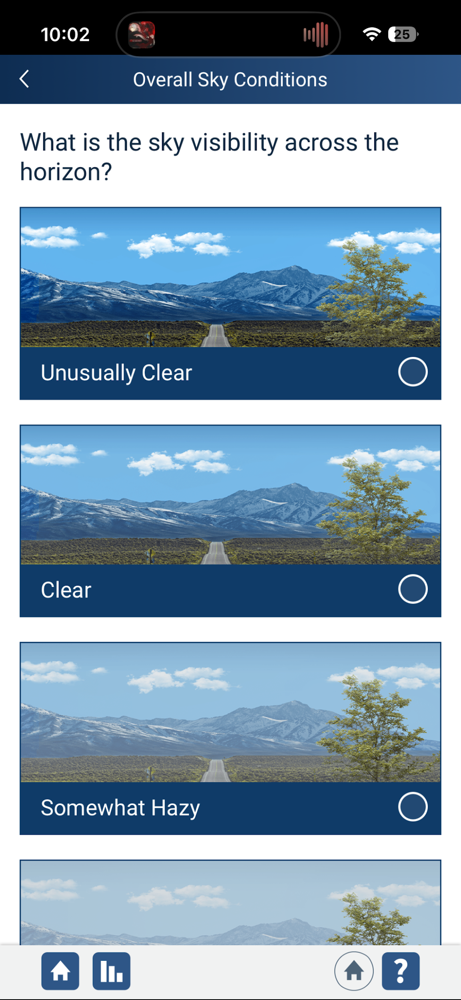 10:02
25
Overall Sky Conditions
What is the sky visibility across the
horizon?
Unusually Clear
Clear
Somewhat Hazy
?